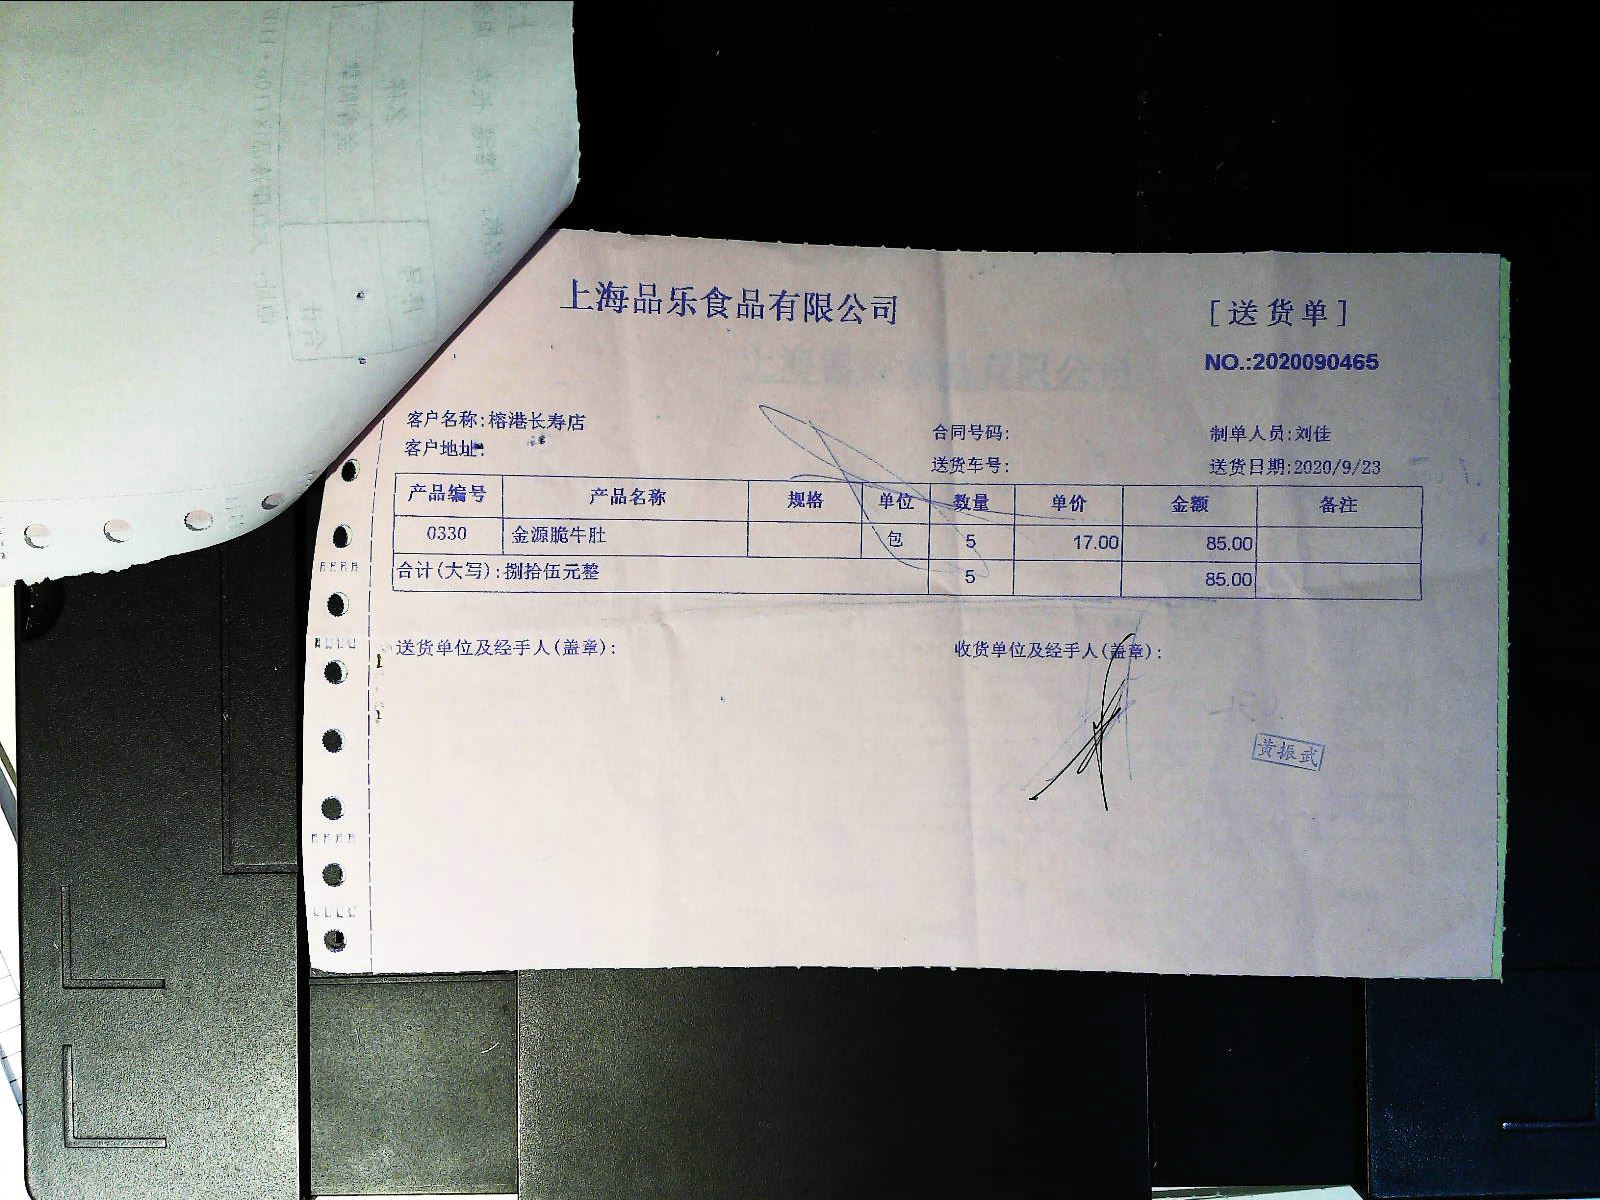 上海品乐食品有限公司
[送货单]
NO.:2020090465
客户名称:榕港长寿店
客户地址:
合同号码:
制单人员:刘佳
送货车号:
送货日期:2020/9/23
产品编号 产品名称 规格 单位 数量 单价 金额 备注
0330 金源脆牛肚 包 5 17.00 85.00
合计(大写):捌拾伍元整 5 85.00
送货单位及经手人(盖章):
收货单位及经手人(盖章):
黄振武